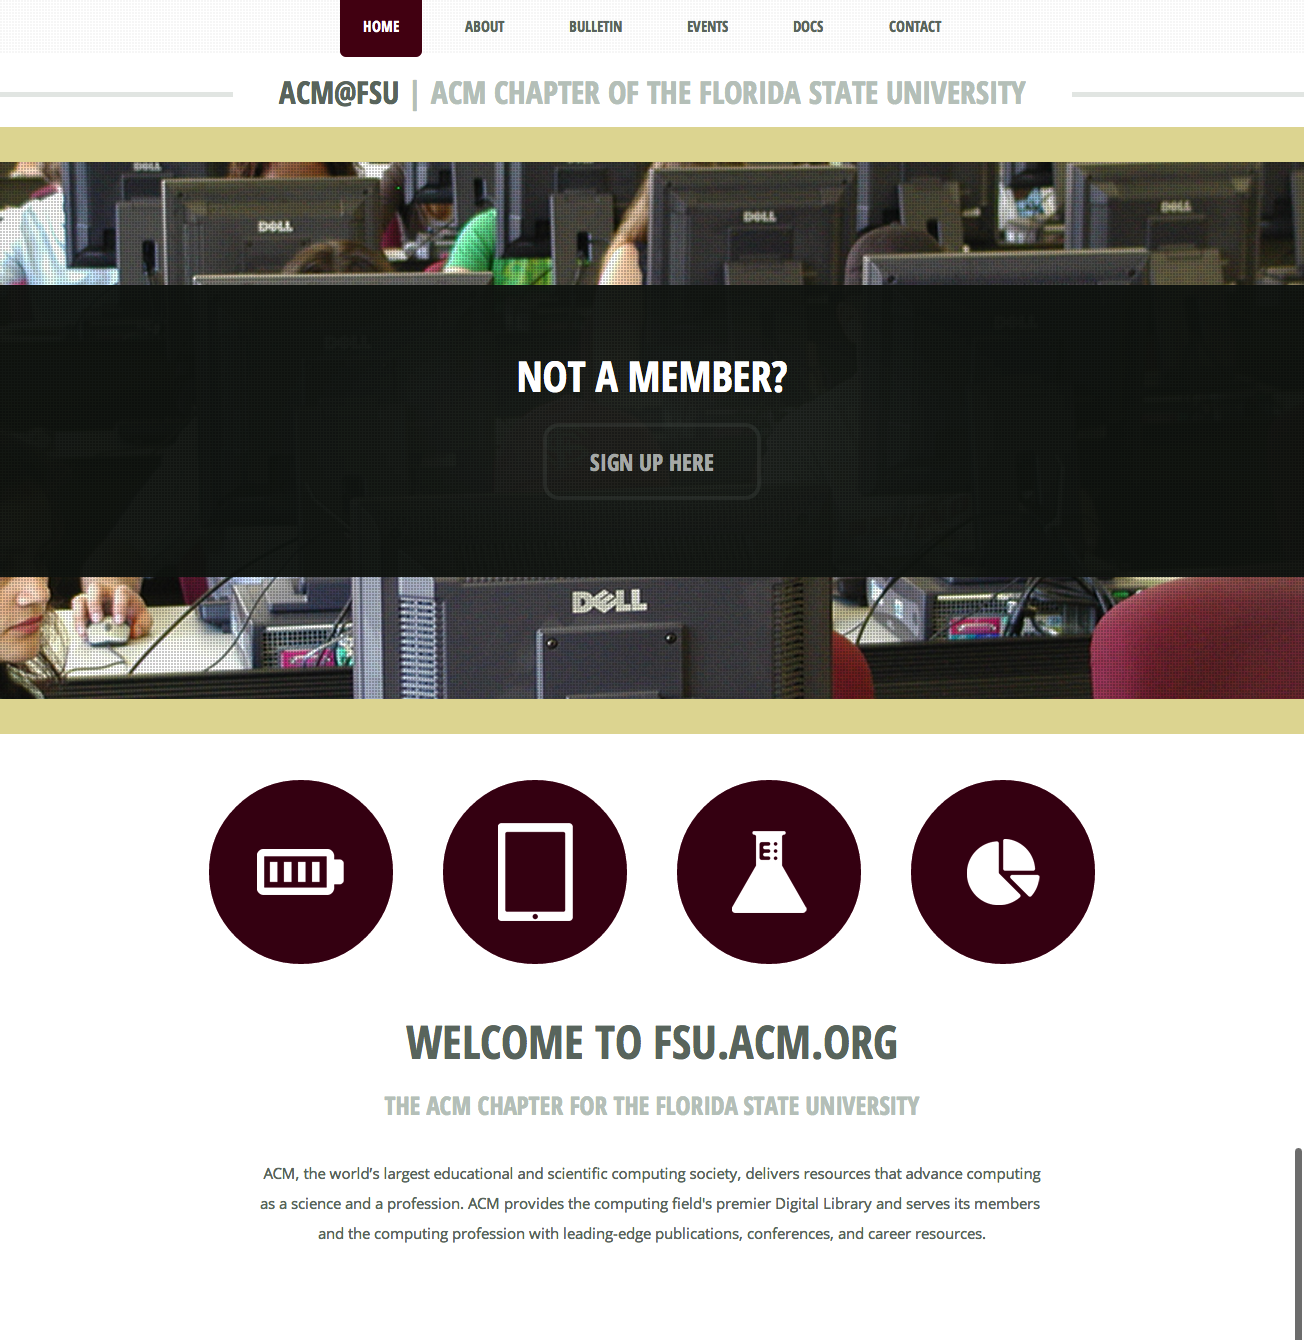 HOME ABOUT BULLETIN EVENTS DOCS CONTACT
ACM@FSU | ACM CHAPTER OF THE FLORIDA STATE UNIVERSITY
DELL
DELL DELL DELL
NOT A MEMBER?
SIGN UP HERE
DELL
E:
WELCOME TO FSU.ACM.ORG
THE ACM CHAPTER FOR THE FLORIDA STATE UNIVERSITY
ACM, the world’s largest educational and scientific computing society, delivers resources that advance computing
as a science and a profession. ACM provides the computing field's premier Digital Library and serves its members
and the computing profession with leading-edge publications, conferences, and career resources.